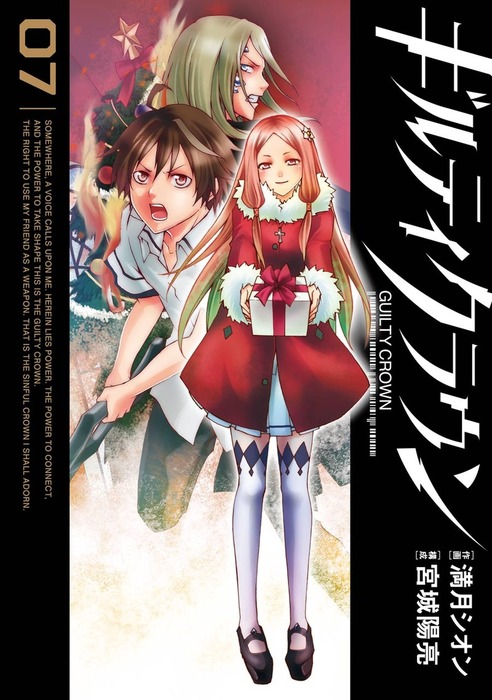 ギルティクラウン
GUILTY CROWN
07
SOMEWHERE, A VOICE CALLS UPON ME. HEREIN LIES POWER. THE POWER TO CONNECT,
AND THE POWER TO TAKE SHAPE THIS IS THE GUILTY CROWN.
THE RIGHT TO USE MY FRIEND AS A WEAPON. THAT IS THE SINFUL CROWN I SHALL ADORN.
[作画] 満月シオン
[構成] 宮城陽亮